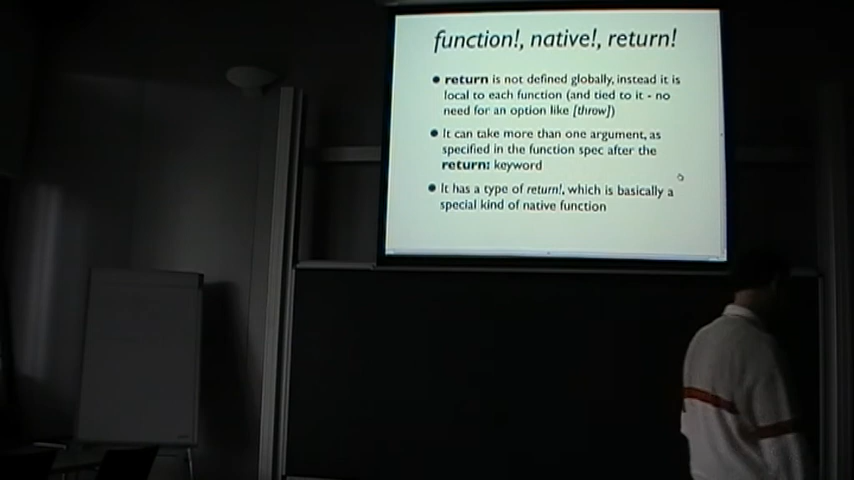 function!, native!, return!
• return is not defined globally, instead it is
local to each function (and tied to it - no
need for an option like [throw])
• It can take more than one argument, as
specified in the function spec after the
return: keyword
• It has a type of return!, which is basically a
special kind of native function